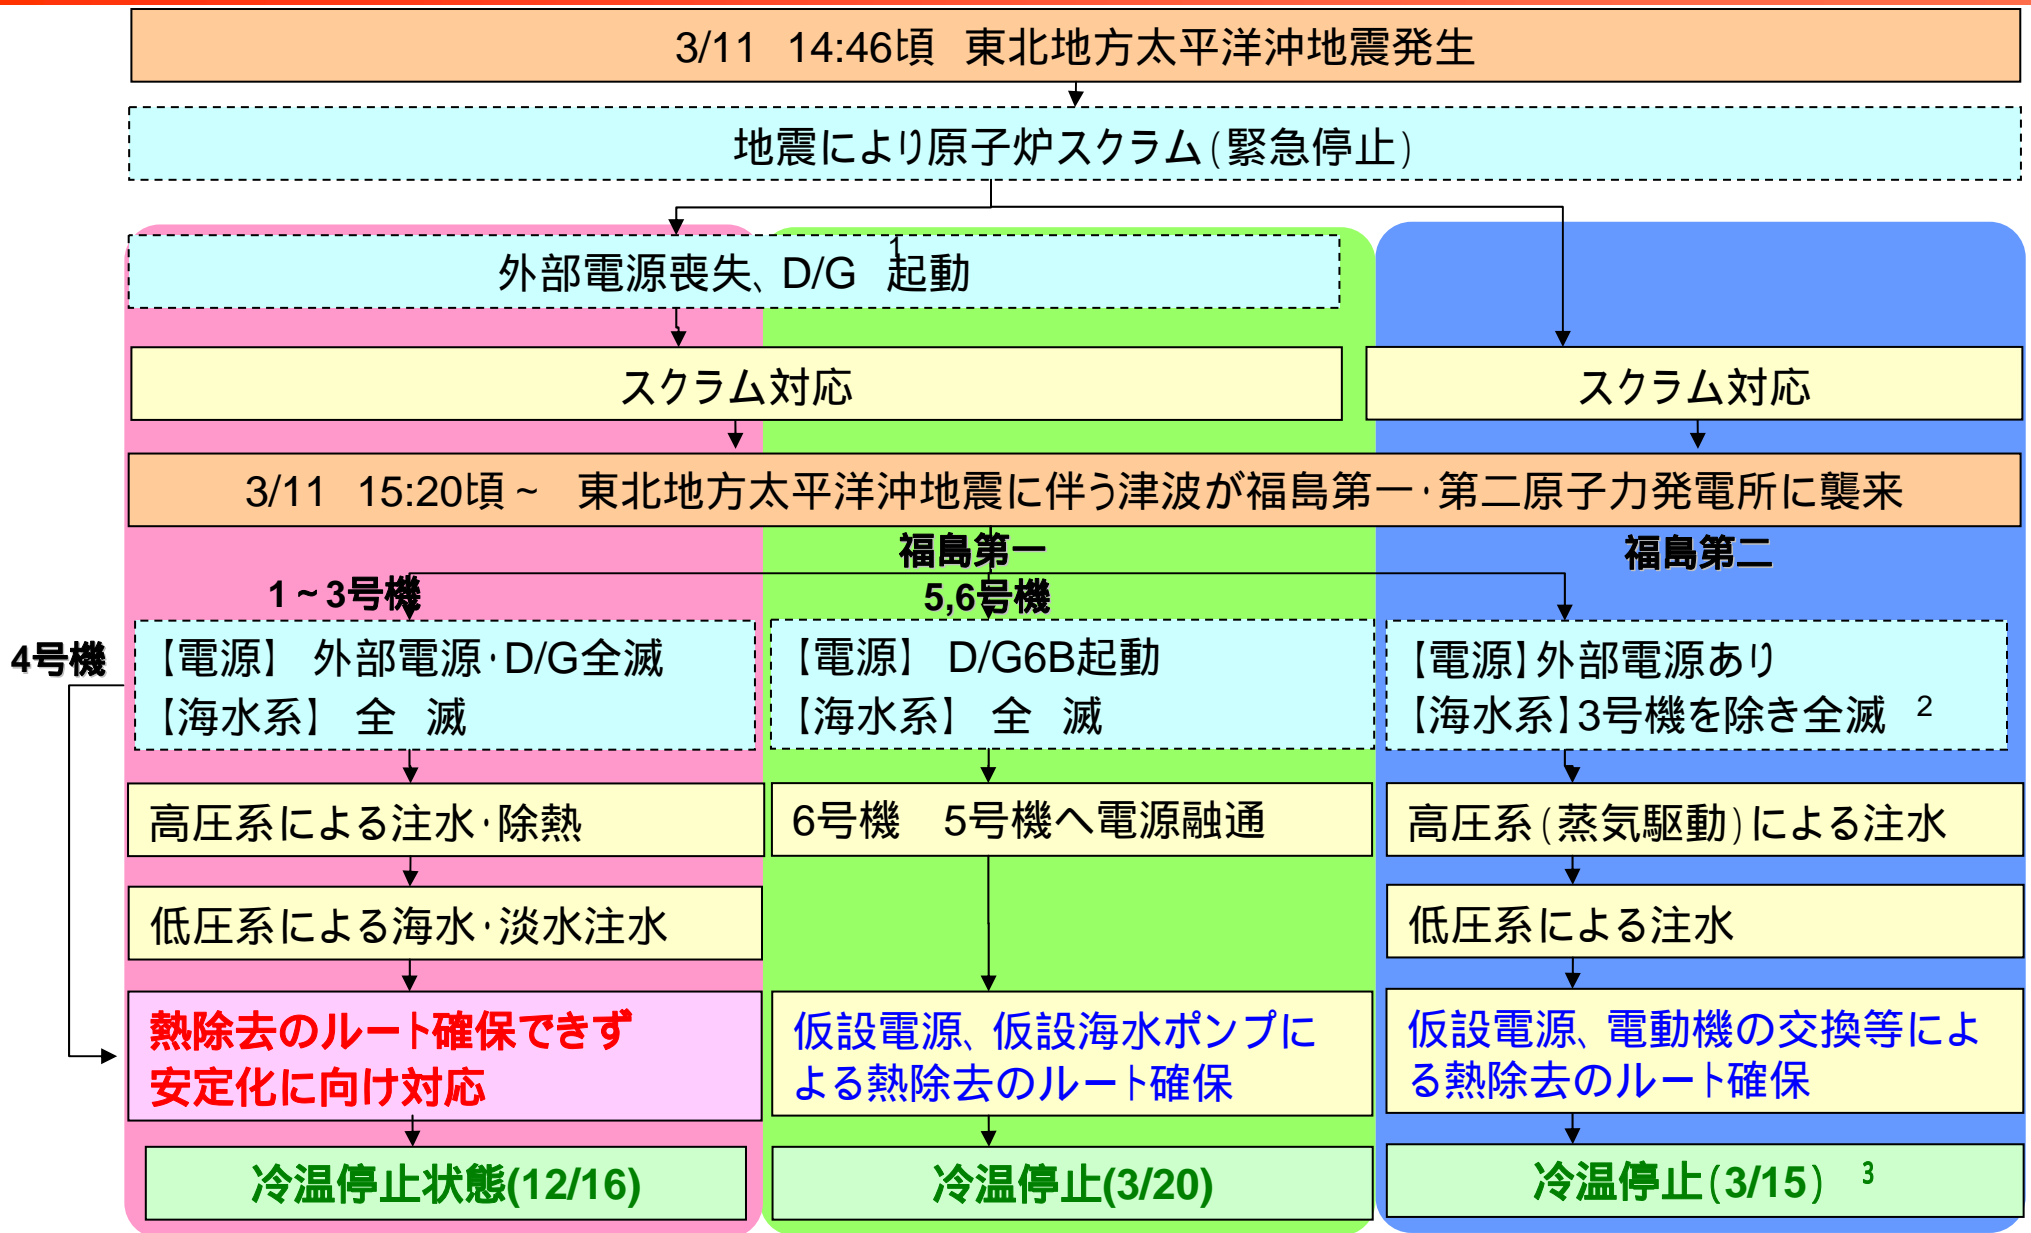 3/11 14:46頃 東北地方太平洋沖地震発生
地震により原子炉スクラム(緊急停止)
外部電源喪失、D/G 1 起動
スクラム対応
スクラム対応
3/11 15:20頃~ 東北地方太平洋沖地震に伴う津波が福島第一・第二原子力発電所に襲来
福島第一
福島第二
1~3号機
5,6号機
4号機
【電源】 外部電源・D/G全滅
【海水系】 全 滅
【電源】 D/G6B起動
【海水系】 全 滅
【電源】外部電源あり
【海水系】3号機を除き全滅 2
高圧系による注水・除熱
6号機 5号機へ電源融通
高圧系(蒸気駆動)による注水
低圧系による海水・淡水注水
低圧系による注水
熱除去のルート確保できず
安定化に向け対応
仮設電源、仮設海水ポンプに
よる熱除去のルート確保
仮設電源、電動機の交換等によ
る熱除去のルート確保
冷温停止状態(12/16)
冷温停止(3/20)
冷温停止(3/15) 3